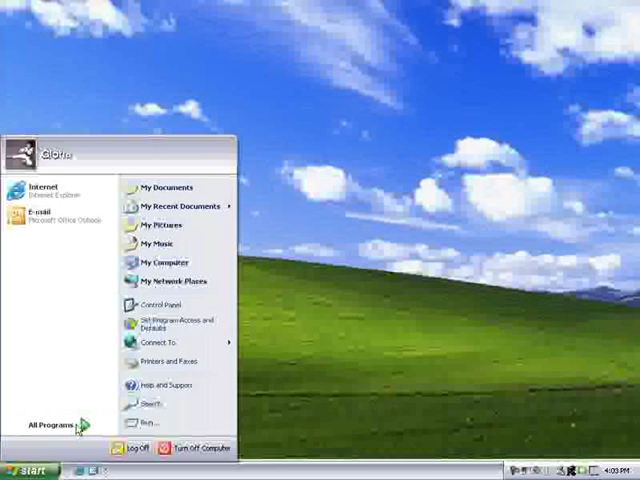 Internet
Internet Explorer
E-mail
Microsoft Office Outlook
All Programs
My Documents
My Recent Documents
My Pictures
My Music
My Computer
My Network Places
Control Panel
Set Program Access and
Defaults
Connect To
Printers and Faxes
Help and Support
Search
Run...
Log Off
Turn Off Computer
start
4:03 PM